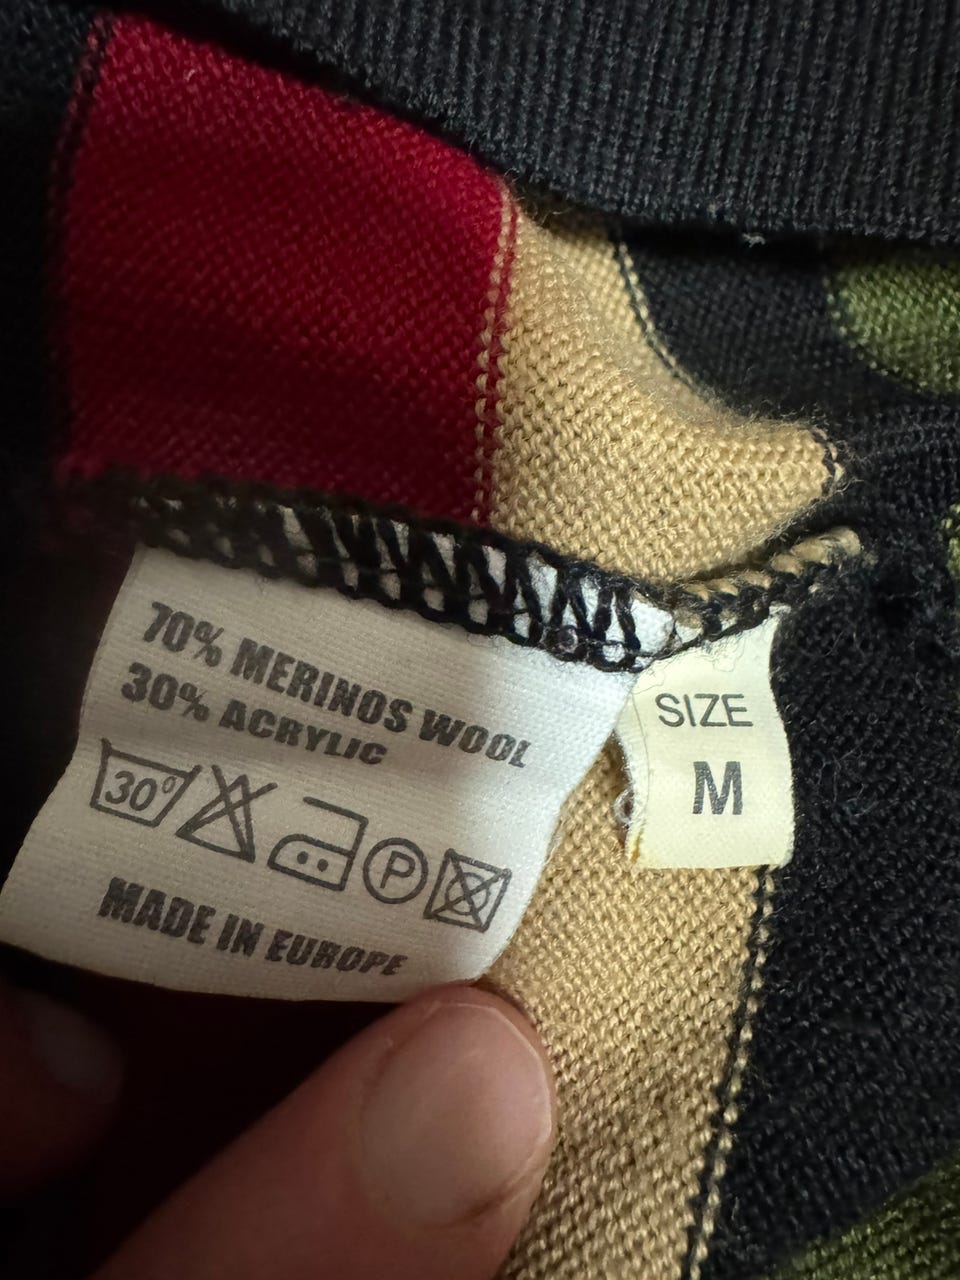 70% MERINOS WOOL
30% ACRYLIC
30° P
MADE IN EUROPE
SIZE
M